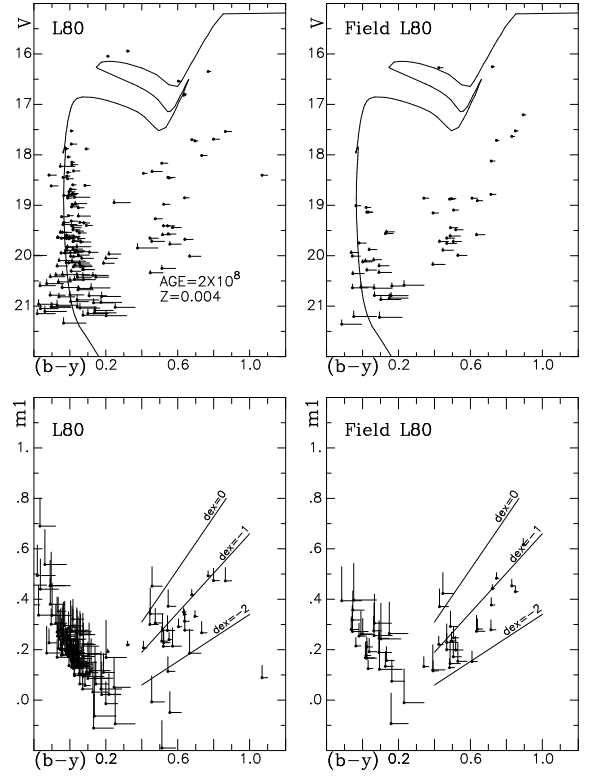 V
L80
16
17
18
19
20
21
AGE=2X10⁸
Z=0.004
(b-y) 0.2 0.6 1.0
V
Field L80
16
17
18
19
20
21
(b-y) 0.2 0.6 1.0
m1
L80
1.
.8
.6
.4
.2
.0
dex=0
dex=-1
dex=-2
(b-y) 0.2 0.6 1.0
m1
Field L80
1.
.8
.6
.4
.2
.0
dex=0
dex=-1
dex=-2
(b-y) 0.2 0.6 1.0